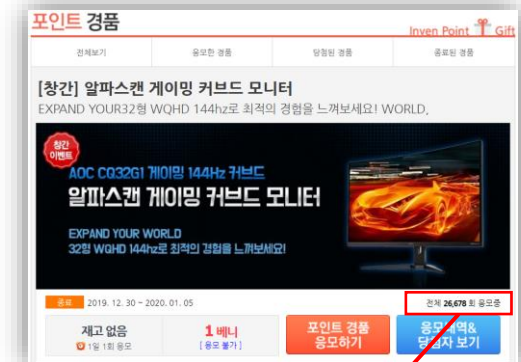 포인트 경품
Inven Point Gift
전체보기 응모한 경품 당첨된 경품 종료된 경품
[창간] 알파스캔 게이밍 커브드 모니터
EXPAND YOUR32형 WQHD 144hz로 최적의 경험을 느껴보세요! WORLD,
창간
이벤트
AOC CQ32G1 게이밍 144Hz 커브드
알파스캔 게이밍 커브드 모니터
EXPAND YOUR WORLD
32형 WQHD 144hz로 최적의 경험을 느껴보세요!
종료 2019. 12. 30 ~ 2020. 01. 05 전체 26,678 회 응모중
재고 없음 1 베니 포인트 경품 응모내역&
1일 1회 응모 [ 응모 불가 ] 응모하기 당첨자 보기